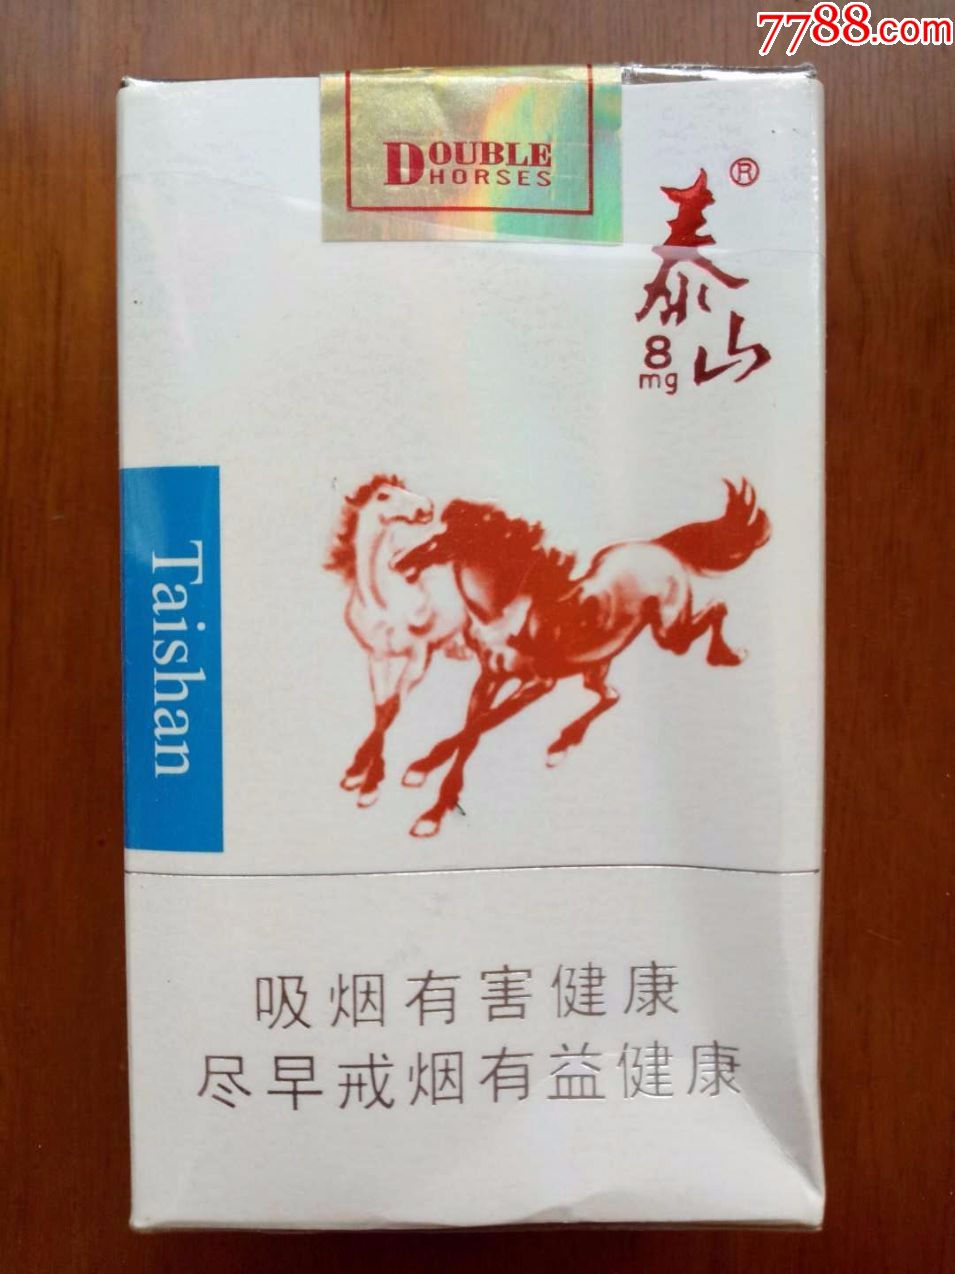 7788.com
DOUBLE
HORSES
泰山®
8
mg
Taishan
吸烟有害健康
尽早戒烟有益健康